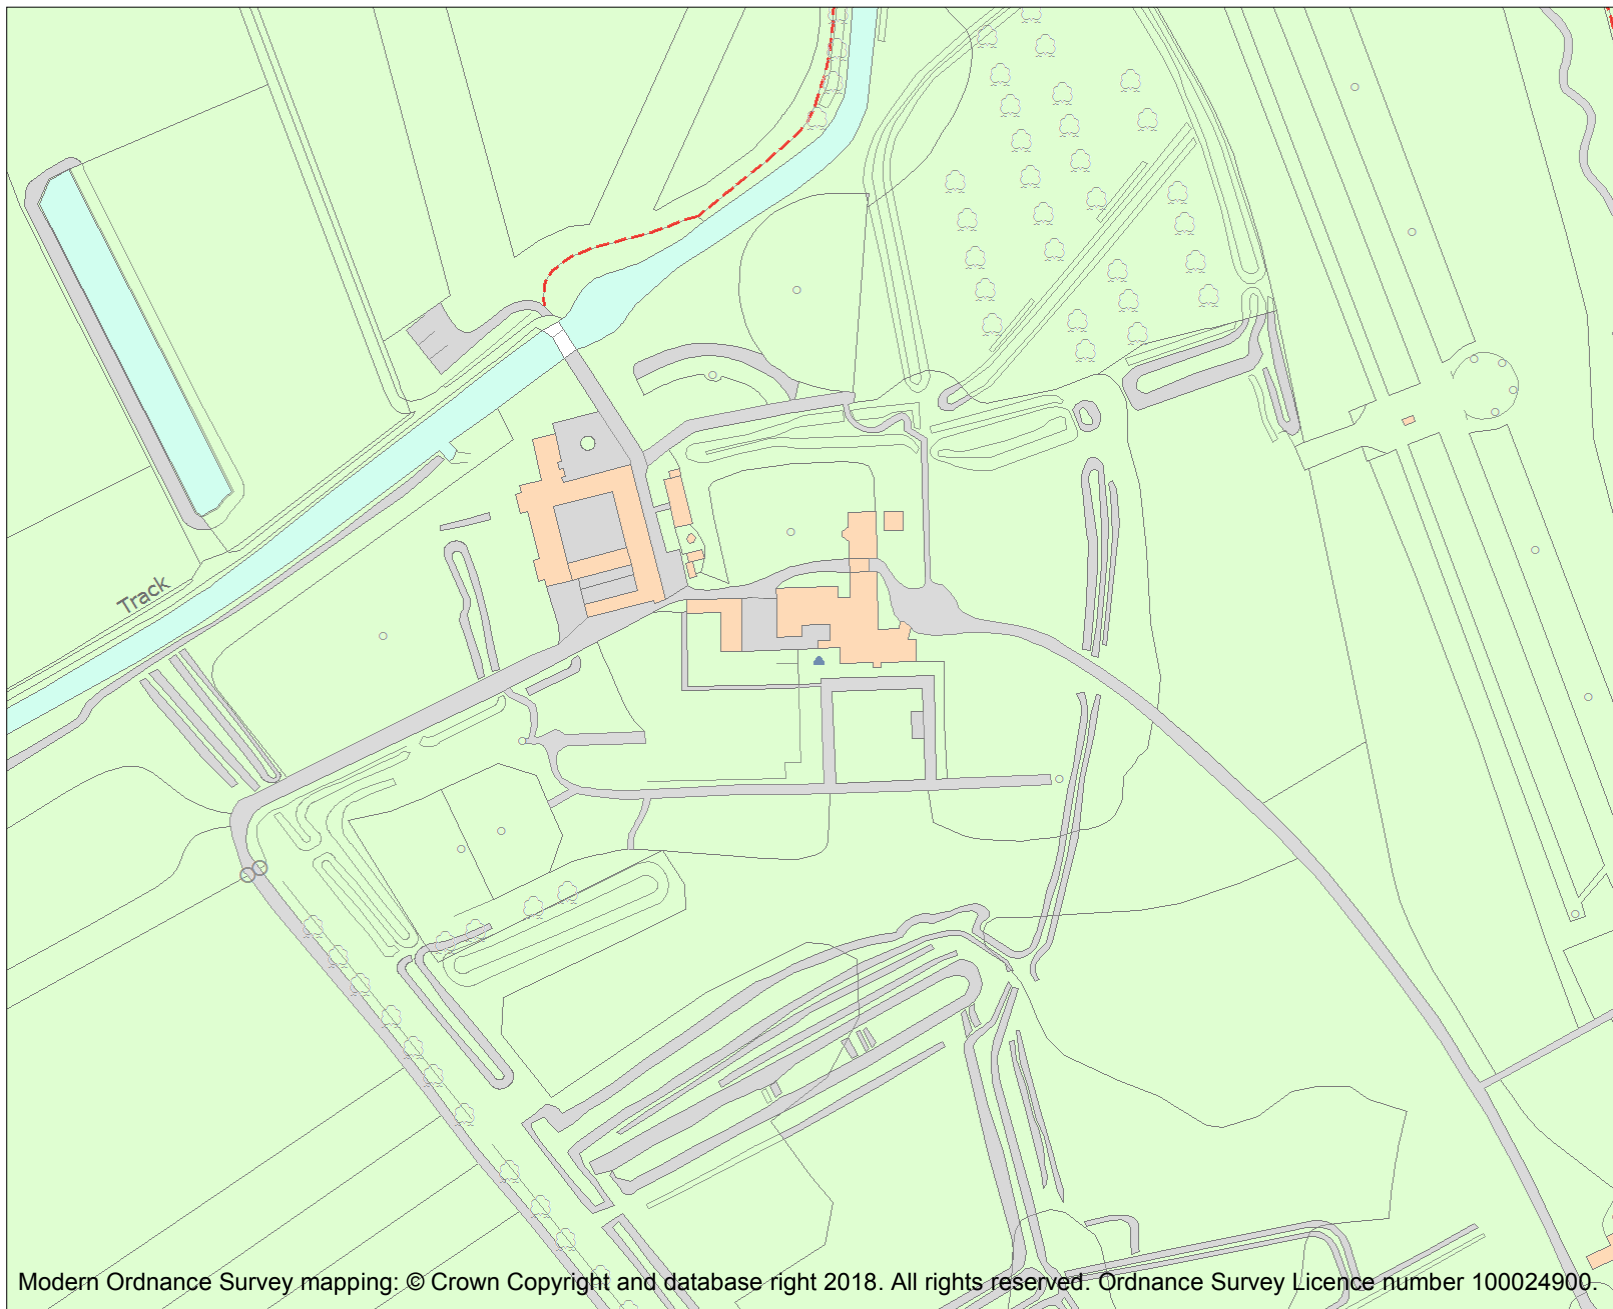 Track
Modern Ordnance Survey mapping: © Crown Copyright and database right 2018. All rights reserved. Ordnance Survey Licence number 100024900.